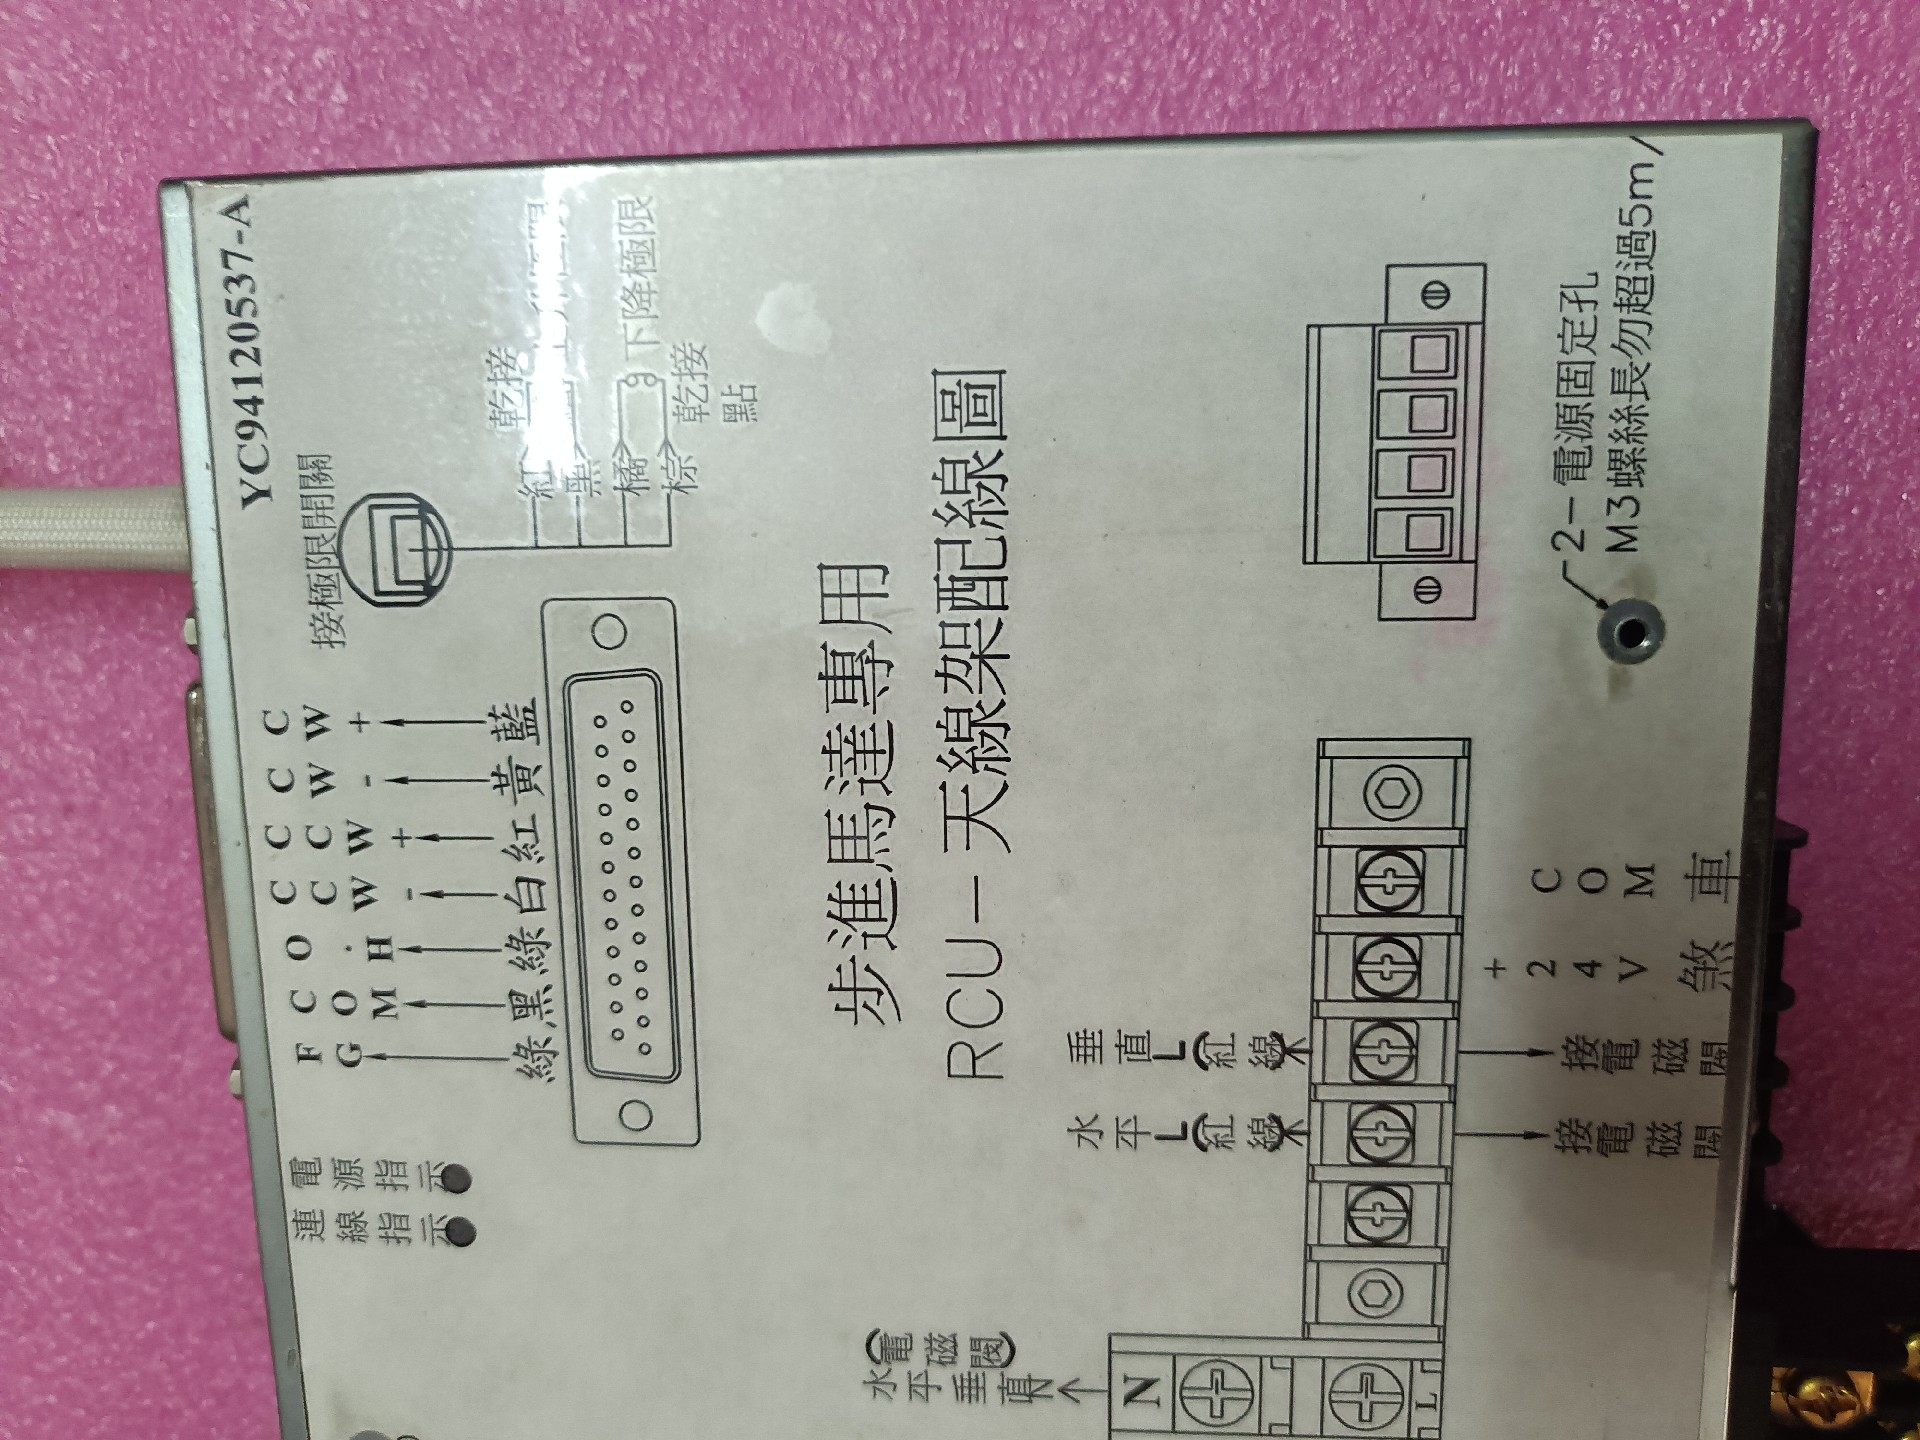 YC94120537-A
接極限開關
C C C C O C F
W W C C . O G
+ - W W H M
+ -
藍 黃 紅 白 綠 黑 綠
電源指示
連線指示
紅
黑
橘
棕
乾接
下降極限
乾接
點
步進馬達專用
RCU－天線架配線圖
垂直L(紅線)
水平L(紅線)
水平垂直N
(電磁閥)
N
L
COM
+24V
煞車
接電磁閥
接電磁閥
2－電源固定孔
M3螺絲長勿超過5m/